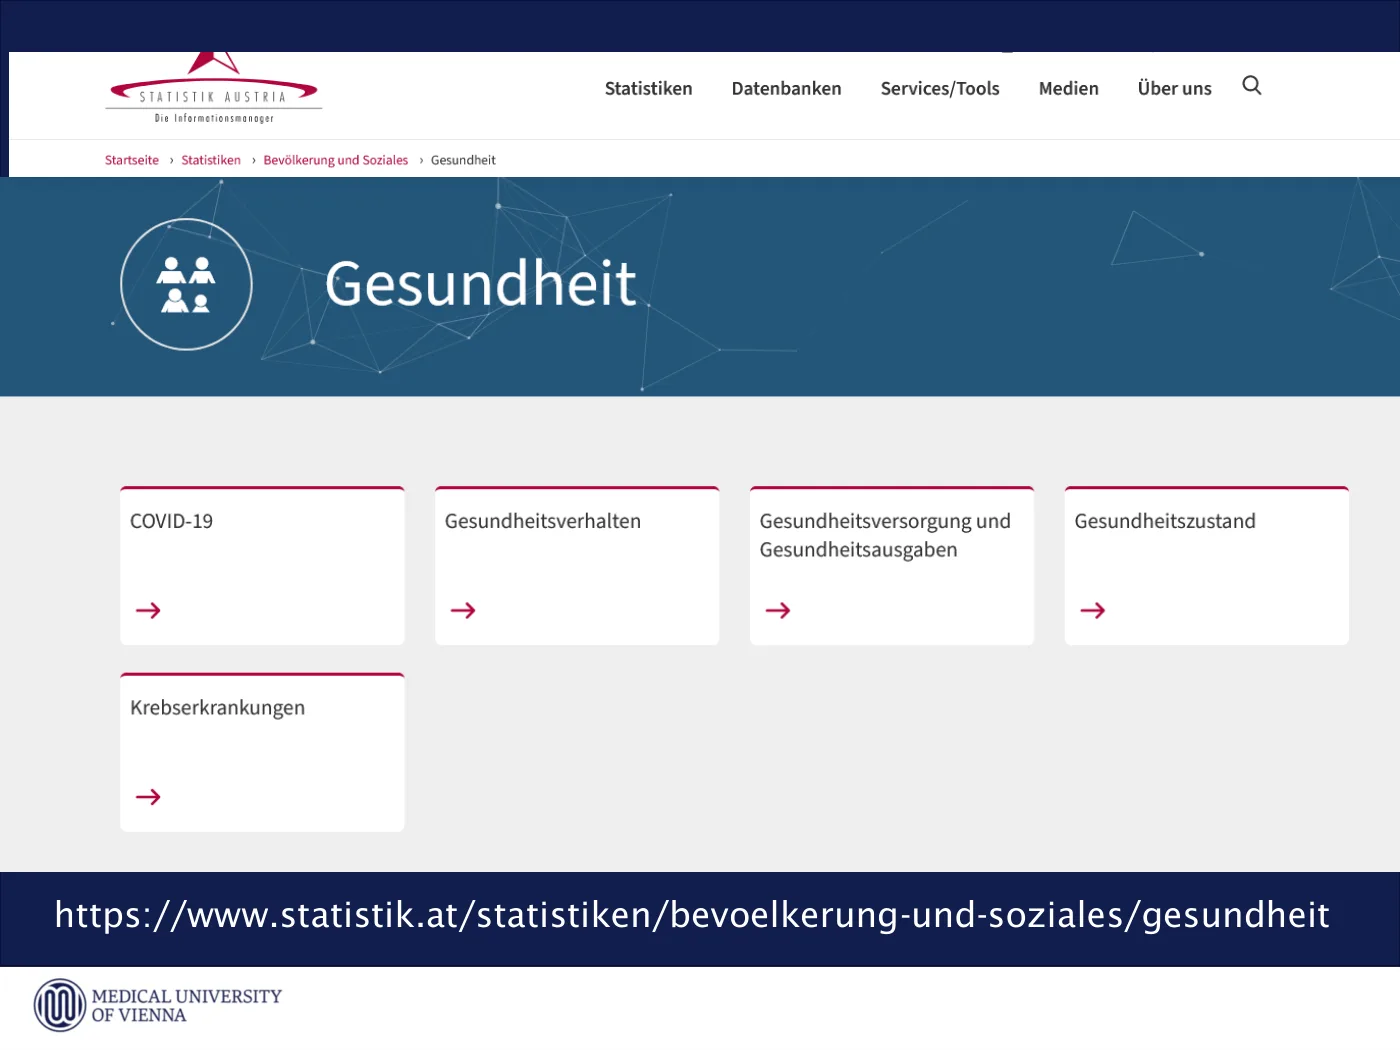 STATISTIK AUSTRIA
Die Informationsmanager
Statistiken Datenbanken Services/Tools Medien Über uns
Startseite › Statistiken › Bevölkerung und Soziales › Gesundheit
Gesundheit
COVID-19
Gesundheitsverhalten
Gesundheitsversorgung und
Gesundheitsausgaben
Gesundheitszustand
Krebserkrankungen
https://www.statistik.at/statistiken/bevoelkerung-und-soziales/gesundheit
MEDICAL UNIVERSITY
OF VIENNA